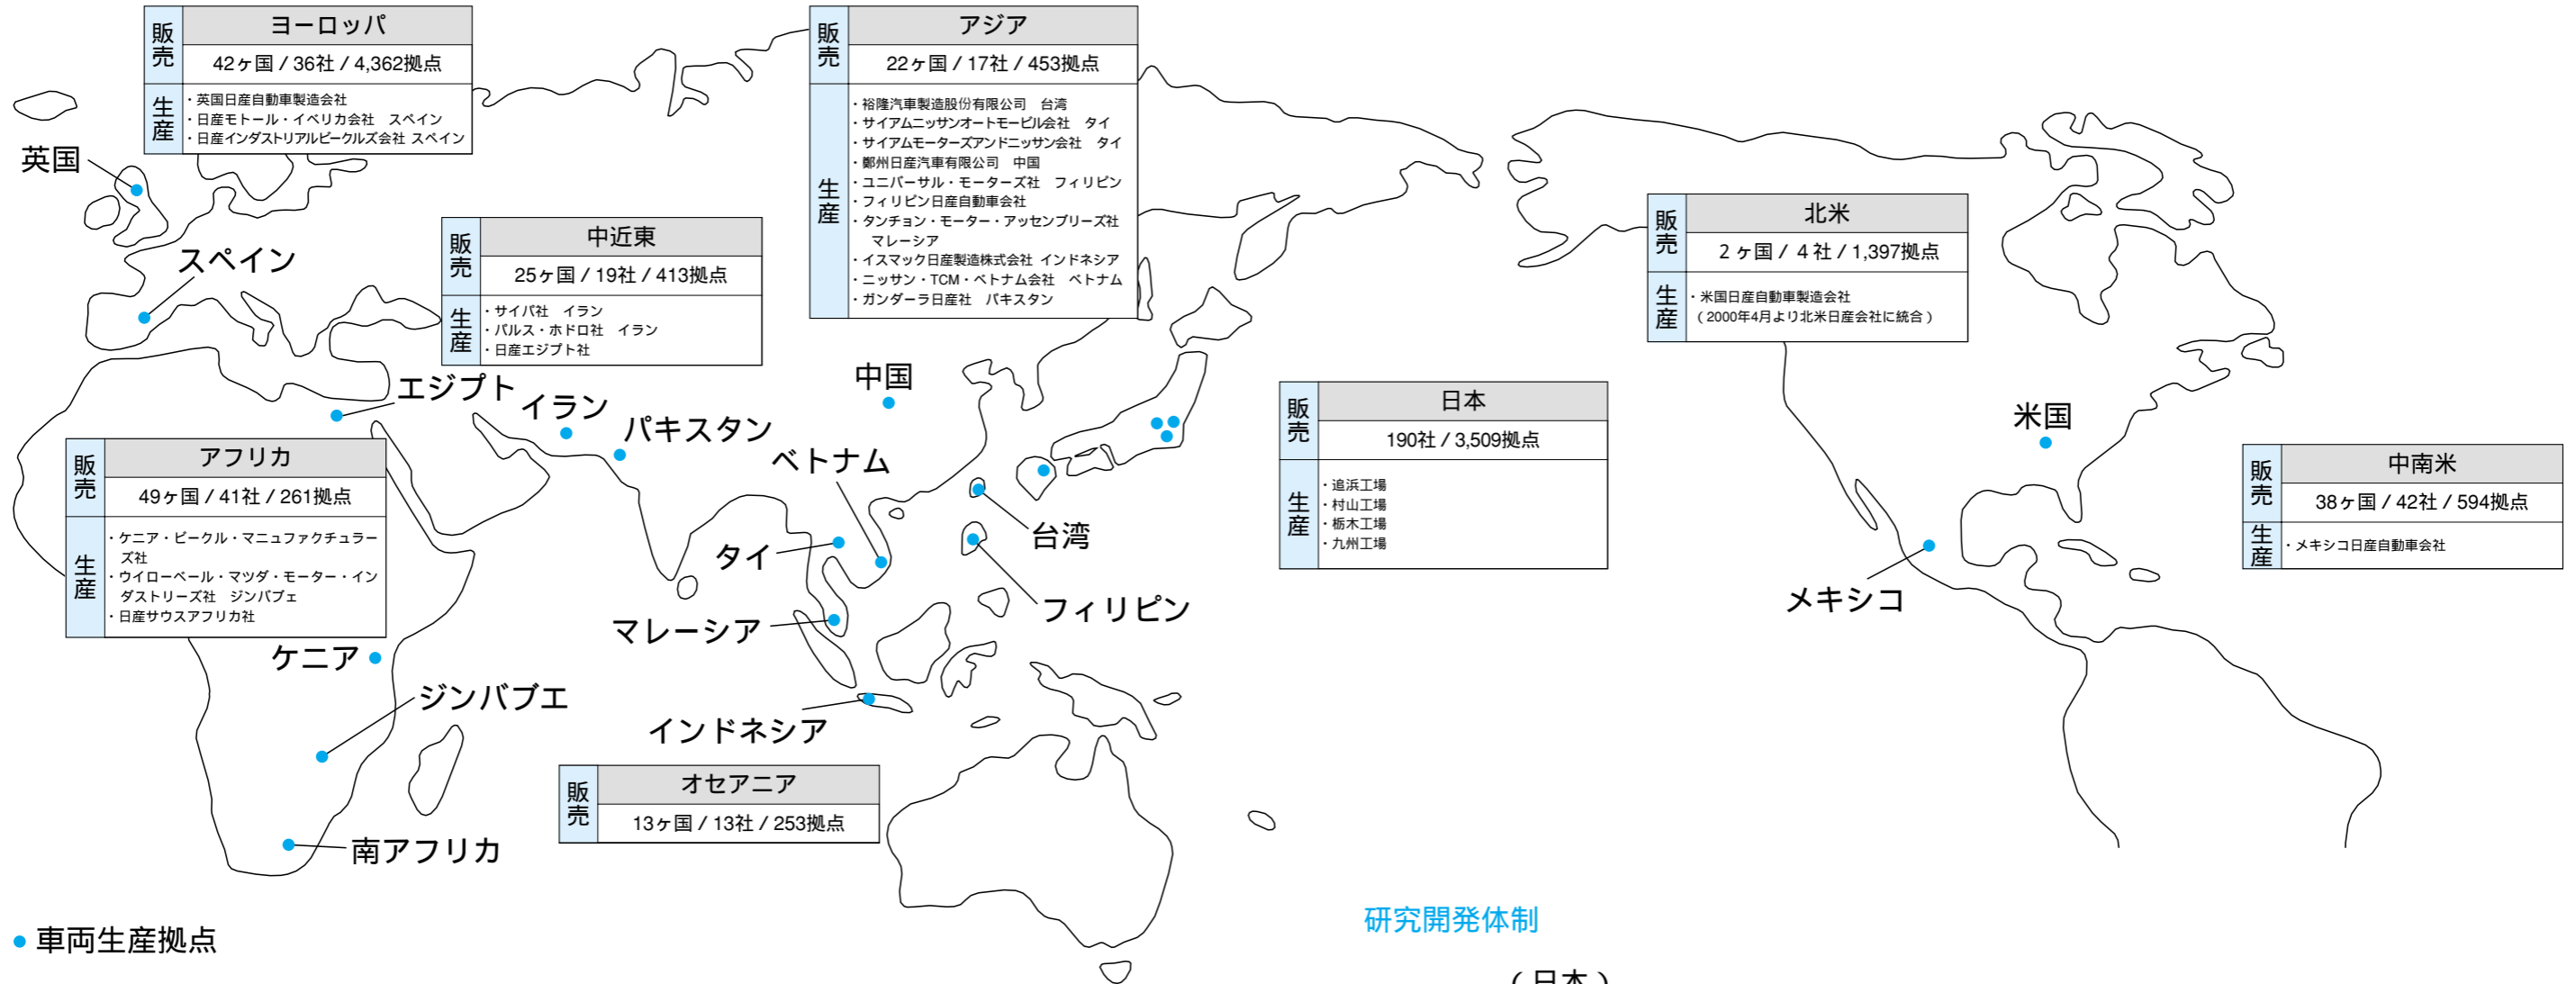 ヨーロッパ
販売
42ヶ国 / 36社 / 4,362拠点
生産
・英国日産自動車製造会社
・日産モトール・イベリカ会社　スペイン
・日産インダストリアルビークルズ会社 スペイン
アジア
販売
22ヶ国 / 17社 / 453拠点
生産
・裕隆汽車製造股份有限公司　台湾
・サイアムニッサンオートモービル会社　タイ
・サイアムモーターズアンドニッサン会社　タイ
・鄭州日産汽車有限公司　中国
・ユニバーサル・モーターズ社　フィリピン
・フィリピン日産自動車会社
・タンチョン・モーター・アッセンブリーズ社
マレーシア
・イスマック日産製造株式会社 インドネシア
・ニッサン・TCM・ベトナム会社　ベトナム
・ガンダーラ日産社　パキスタン
英国
スペイン
中近東
販売
25ヶ国 / 19社 / 413拠点
生産
・サイパ社　イラン
・パルス・ホドロ社　イラン
・日産エジプト社
北米
販売
2 ヶ国 / 4 社 / 1,397拠点
生産
・米国日産自動車製造会社
（2000年4月より北米日産会社に統合）
エジプト
イラン
パキスタン
中国
ベトナム
日本
販売
190社 / 3,509拠点
生産
・追浜工場
・村山工場
・栃木工場
・九州工場
米国
アフリカ
販売
49ヶ国 / 41社 / 261拠点
生産
・ケニア・ビークル・マニュファクチュラー
ズ社
・ウイローベール・マツダ・モーター・イン
ダストリーズ社　ジンバブェ
・日産サウスアフリカ社
中南米
販売
38ヶ国 / 42社 / 594拠点
生産
・メキシコ日産自動車会社
タイ
台湾
メキシコ
フィリピン
マレーシア
ケニア
ジンバブエ
インドネシア
オセアニア
販売
13ヶ国 / 13社 / 253拠点
南アフリカ
研究開発体制
車両生産拠点
（日本）